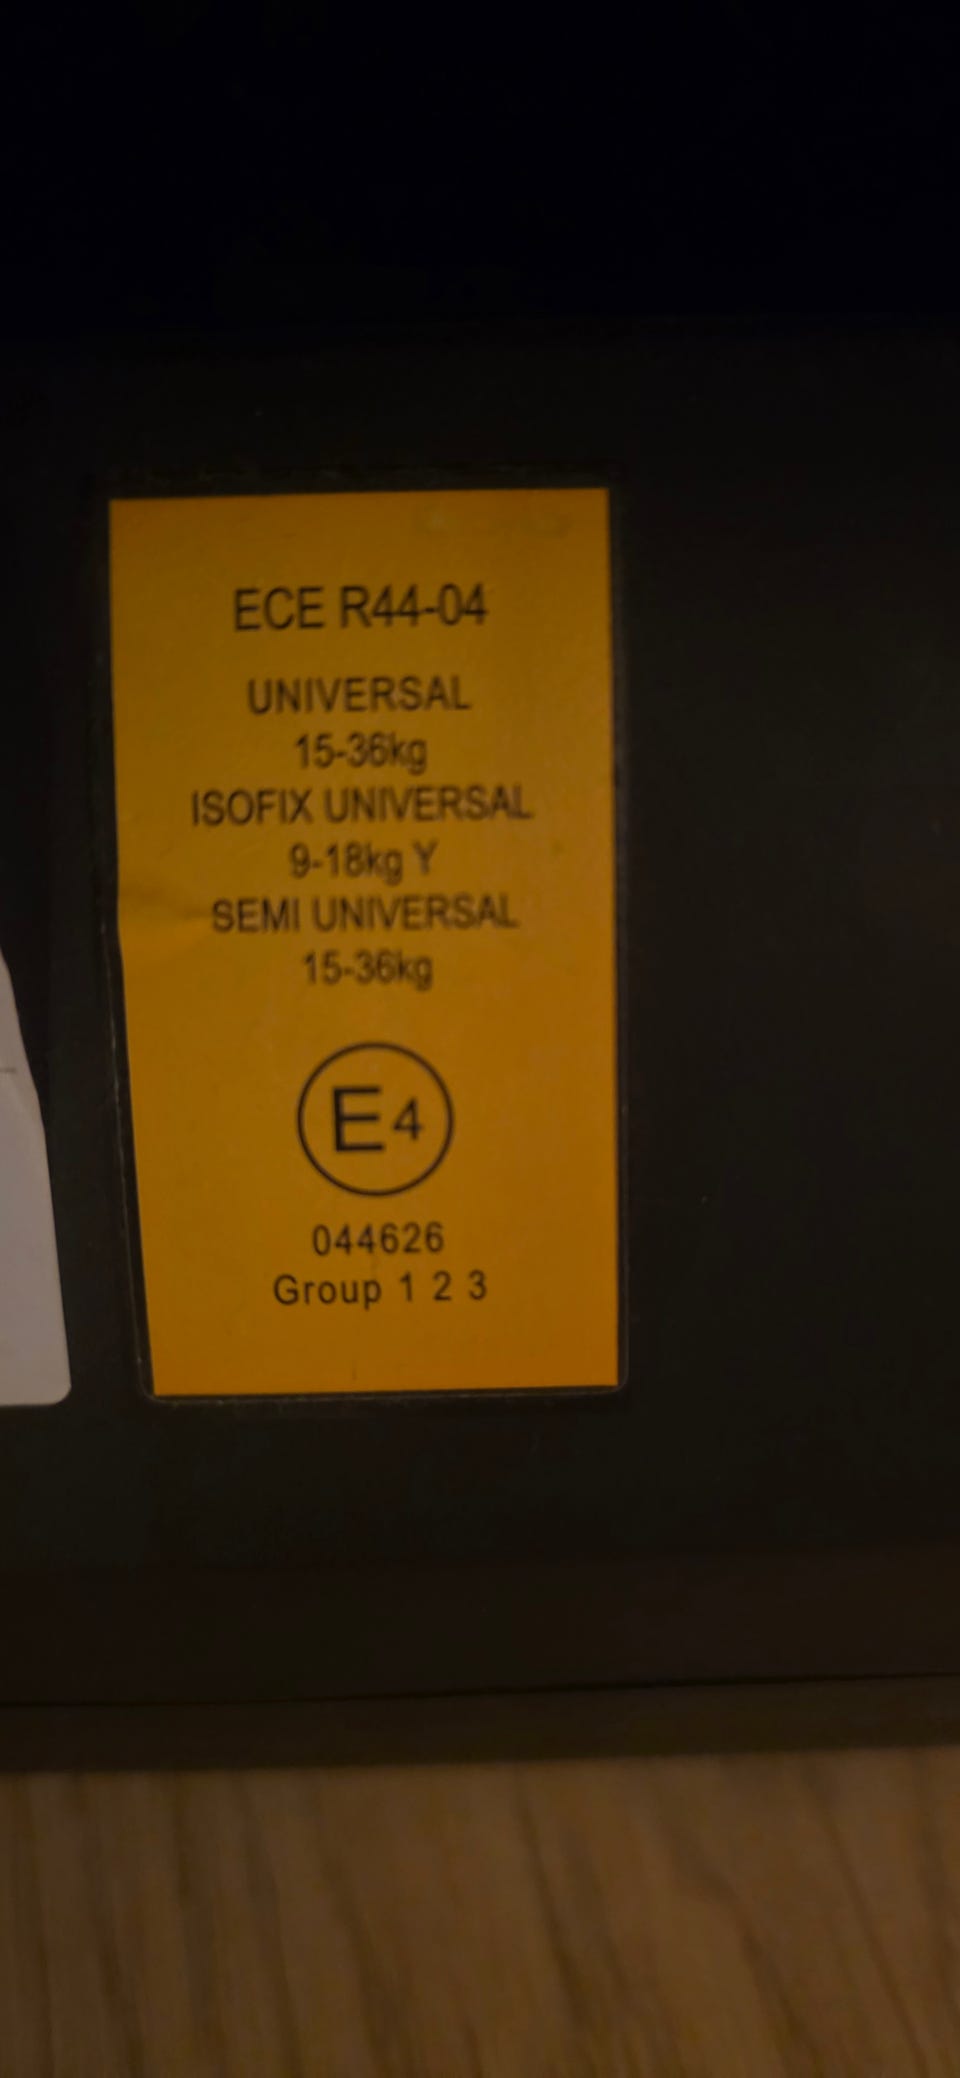 ECE R44-04
UNIVERSAL
15-36kg
ISOFIX UNIVERSAL
9-18kg Y
SEMI UNIVERSAL
15-36kg
E4
044626
Group 1 2 3